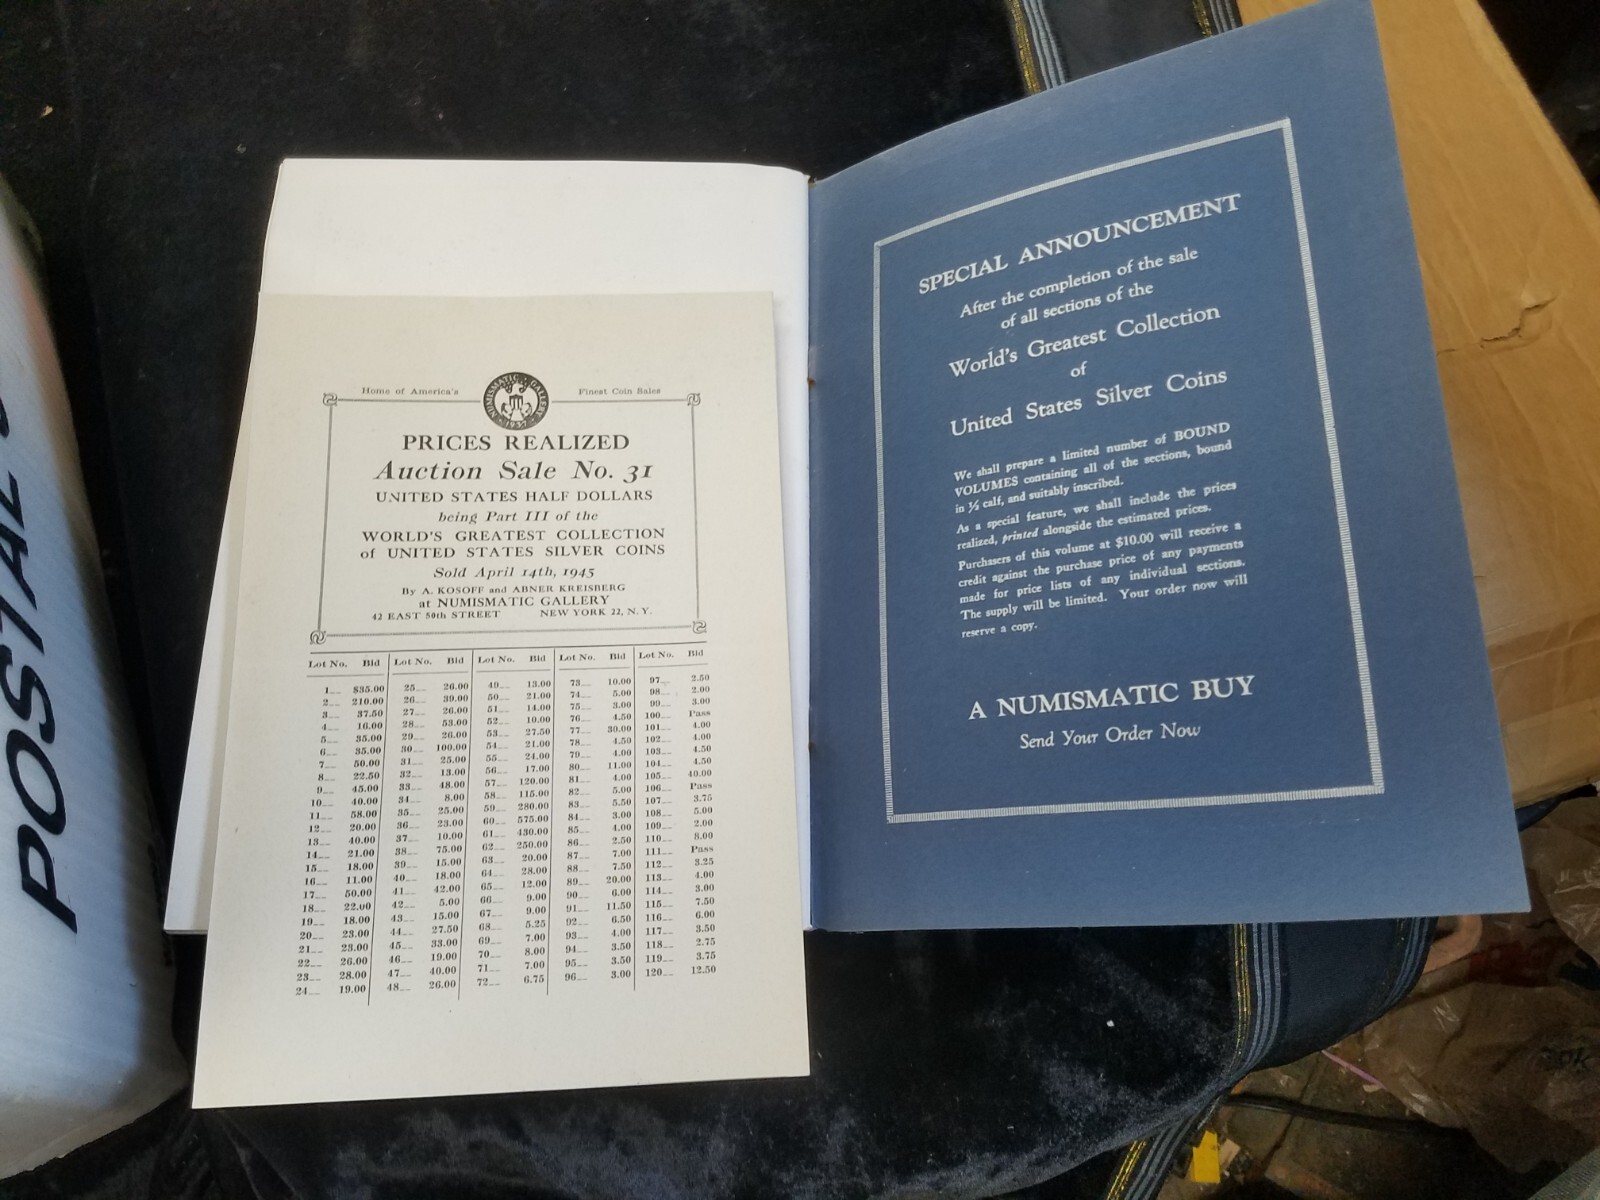 POSTAL S
Home of America's
Finest Coin Sales
NUMISMATIC GALLERY
1937
PRICES REALIZED
Auction Sale No. 31
UNITED STATES HALF DOLLARS
being Part III of the
WORLD'S GREATEST COLLECTION
of UNITED STATES SILVER COINS
Sold April 14th, 1945
By A. KOSOFF and ABNER KREISBERG
at NUMISMATIC GALLERY
42 EAST 50th STREET NEW YORK 22, N. Y.
Lot No. Bid
1 $35.00
2 210.00
3 37.50
4 16.00
5 35.00
6 35.00
7 50.00
8 22.50
9 45.00
10 40.00
11 58.00
12 20.00
13 40.00
14 21.00
15 18.00
16 11.00
17 50.00
18 22.00
19 18.00
20 23.00
21 23.00
22 26.00
23 28.00
24 19.00
Lot No. Bid
25 26.00
26 39.00
27 26.00
28 53.00
29 26.00
30 100.00
31 25.00
32 13.00
33 48.00
34 8.00
35 25.00
36 23.00
37 10.00
38 75.00
39 15.00
40 18.00
41 42.00
42 5.00
43 15.00
44 27.50
45 33.00
46 19.00
47 40.00
48 26.00
Lot No. Bid
49 13.00
50 21.00
51 14.00
52 10.00
53 27.50
54 21.00
55 24.00
56 17.00
57 120.00
58 115.00
59 280.00
60 575.00
61 430.00
62 250.00
63 20.00
64 28.00
65 12.00
66 9.00
67 9.00
68 5.25
69 7.00
70 8.00
71 7.00
72 6.75
Lot No. Bid
73 10.00
74 5.00
75 3.00
76 4.50
77 30.00
78 4.50
79 4.00
80 11.00
81 4.00
82 5.00
83 5.50
84 3.00
85 4.00
86 2.50
87 7.00
88 7.50
89 20.00
90 6.00
91 11.50
92 6.50
93 4.00
94 3.50
95 3.50
96 3.00
Lot No. Bid
97 2.50
98 2.00
99 3.00
100 Pass
101 4.00
102 4.00
103 4.50
104 4.50
105 40.00
106 Pass
107 3.75
108 5.00
109 2.00
110 8.00
111 Pass
112 3.25
113 4.00
114 3.00
115 7.50
116 6.00
117 3.50
118 2.75
119 3.75
120 12.50
SPECIAL ANNOUNCEMENT
After the completion of the sale
of all sections of the
World's Greatest Collection
of
United States Silver Coins
We shall prepare a limited number of BOUND
VOLUMES containing all of the sections, bound
in ½ calf, and suitably inscribed.
As a special feature, we shall include the prices
realized, printed alongside the estimated prices.
Purchasers of this volume at $10.00 will receive a
credit against the purchase price of any payments
made for price lists of any individual sections.
The supply will be limited. Your order now will
reserve a copy.
A NUMISMATIC BUY
Send Your Order Now